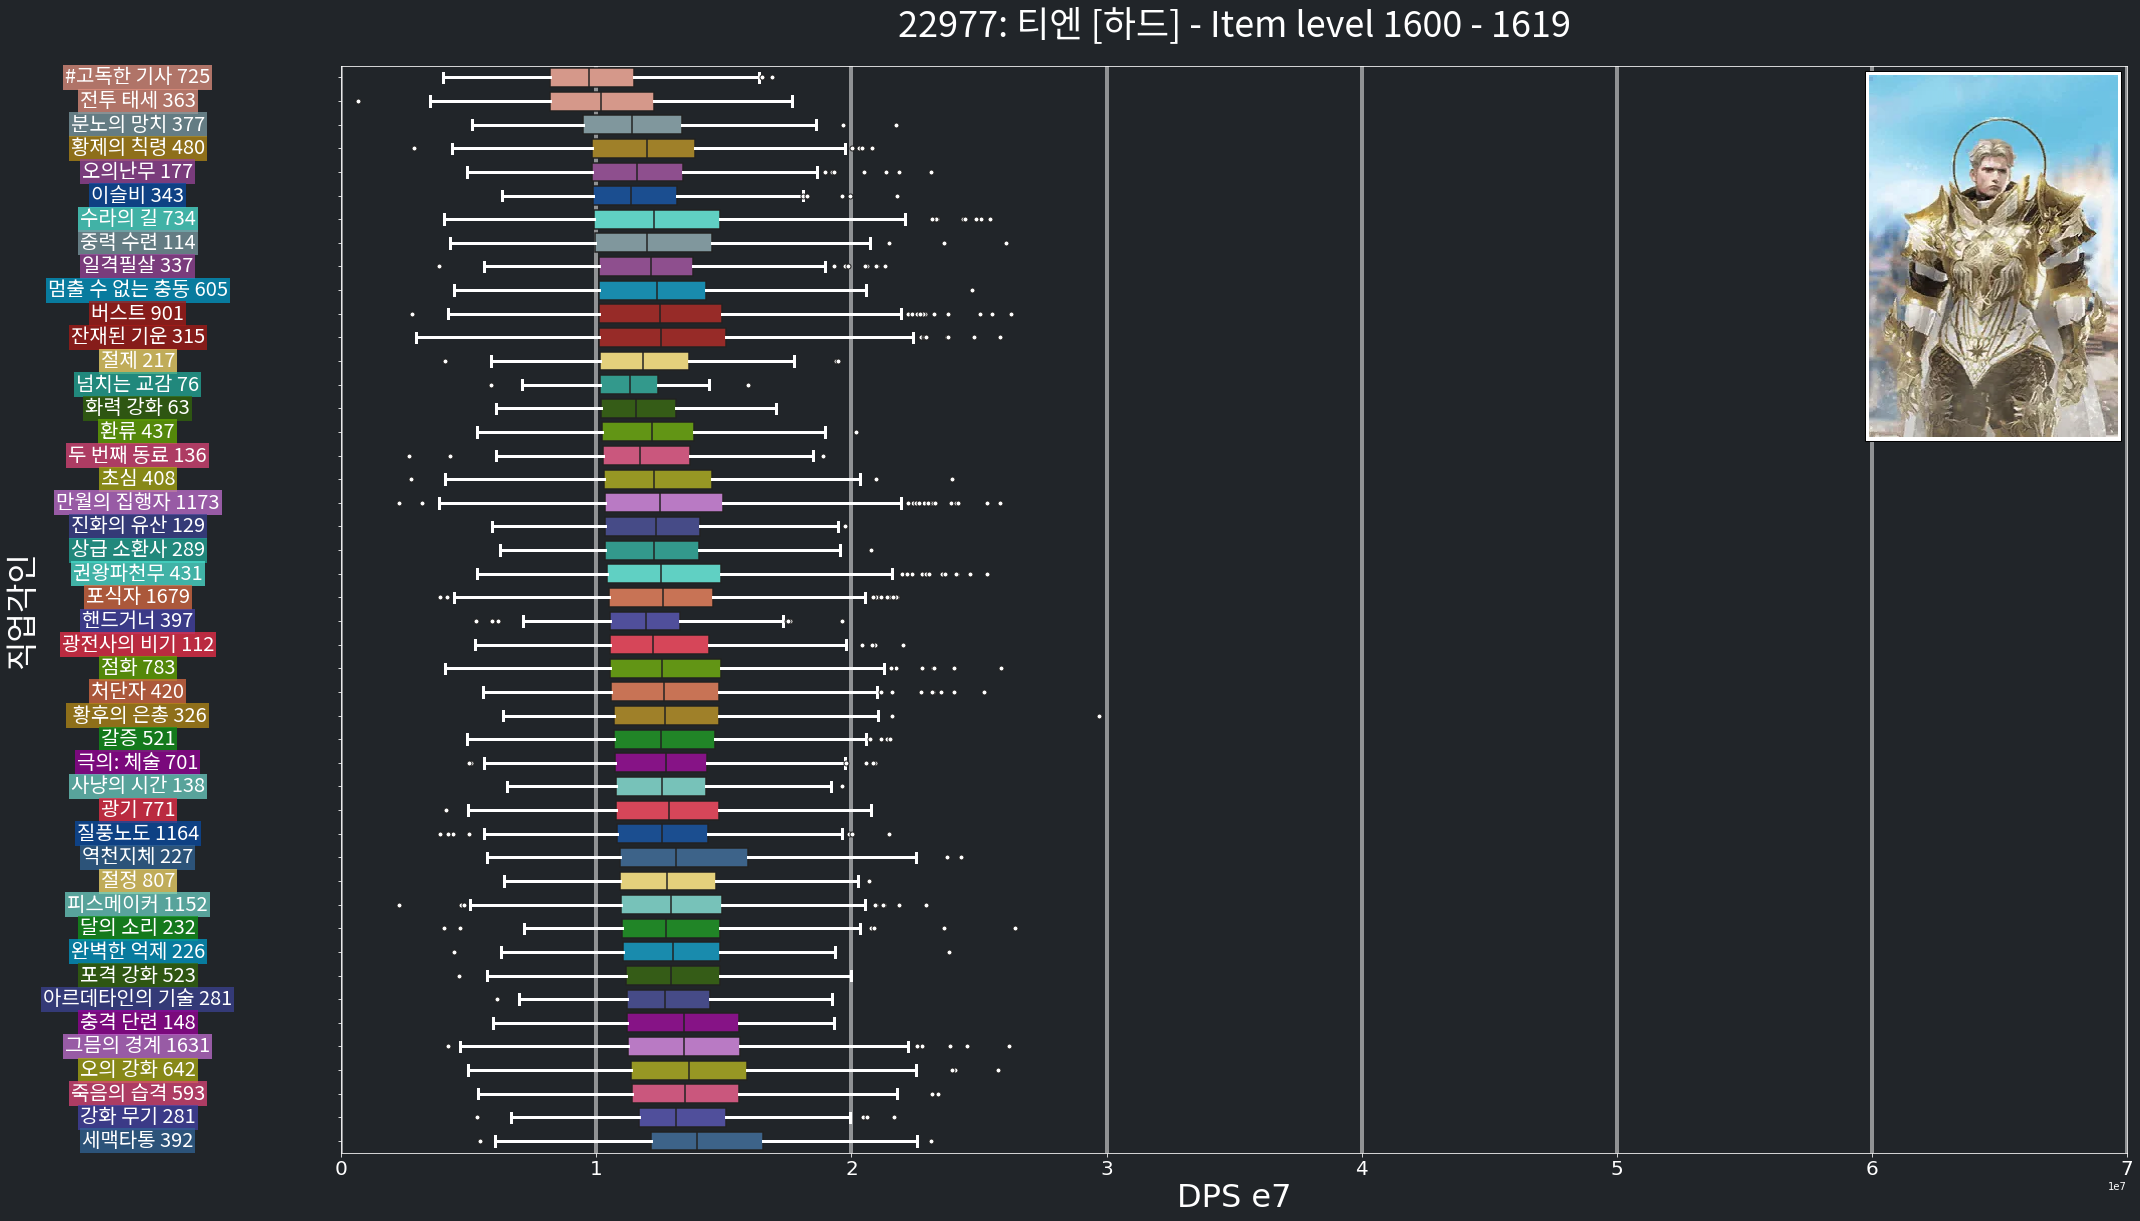 22977: 티엔 [하드] - Item level 1600 - 1619
#고독한 기사 725
전투 태세 363
분노의 망치 377
황제의 칙령 480
오의난무 177
이슬비 343
수라의 길 734
중력 수련 114
일격필살 337
멈출 수 없는 충동 605
버스트 901
잔재된 기운 315
절제 217
넘치는 교감 76
화력 강화 63
환류 437
두 번째 동료 136
초심 408
만월의 집행자 1173
진화의 유산 129
상급 소환사 289
권왕파천무 431
포식자 1679
핸드거너 397
광전사의 비기 112
점화 783
처단자 420
황후의 은총 326
갈증 521
극의: 체술 701
사냥의 시간 138
광기 771
질풍노도 1164
역천지체 227
절정 807
피스메이커 1152
달의 소리 232
완벽한 억제 226
포격 강화 523
아르데타인의 기술 281
충격 단련 148
그믐의 경계 1631
오의 강화 642
죽음의 습격 593
강화 무기 281
세맥타통 392
직업각인
0 1 2 3 4 5 6 7
1e7
DPS e7